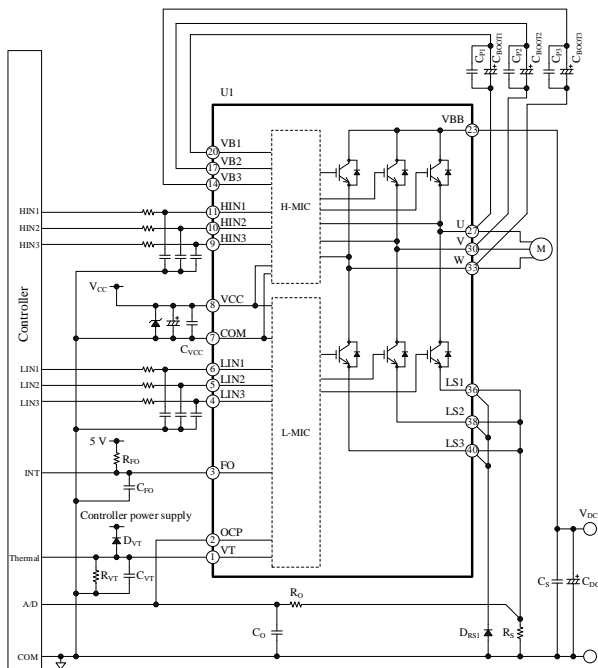 CP1
CBOOT1
CP2
CBOOT2
CP3
CBOOT3
U1
VBB
23
VB1
20
VB2
17
VB3
14
H-MIC
HIN1
HIN1
11
HIN2
HIN2
10
HIN3
HIN3
9
U
27
V
30
W
33
M
Controller
VCC
VCC
8
COM
7
CVCC
LIN1
LIN1
6
LIN2
LIN2
5
LIN3
LIN3
4
LS1
36
LS2
38
LS3
40
L-MIC
5 V
RFO
INT
FO
3
CFO
Controller power supply
DVT
OCP
2
VT
1
Thermal
RVT
CVT
VDC
CS
CDC
A/D
RO
CO
DRS1
RS
COM